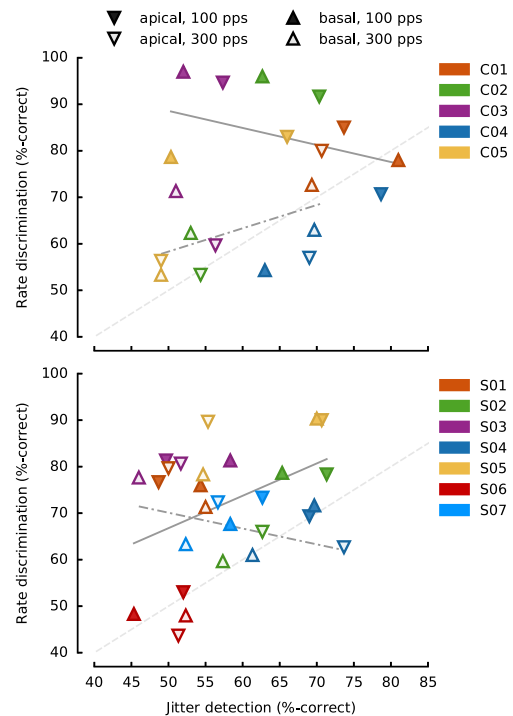 apical, 100 pps basal, 100 pps
apical, 300 pps basal, 300 pps
Rate discrimination (%-correct)
100
90
80
70
60
50
40
C01
C02
C03
C04
C05
Rate discrimination (%-correct)
100
90
80
70
60
50
40
S01
S02
S03
S04
S05
S06
S07
40 45 50 55 60 65 70 75 80 85
Jitter detection (%-correct)